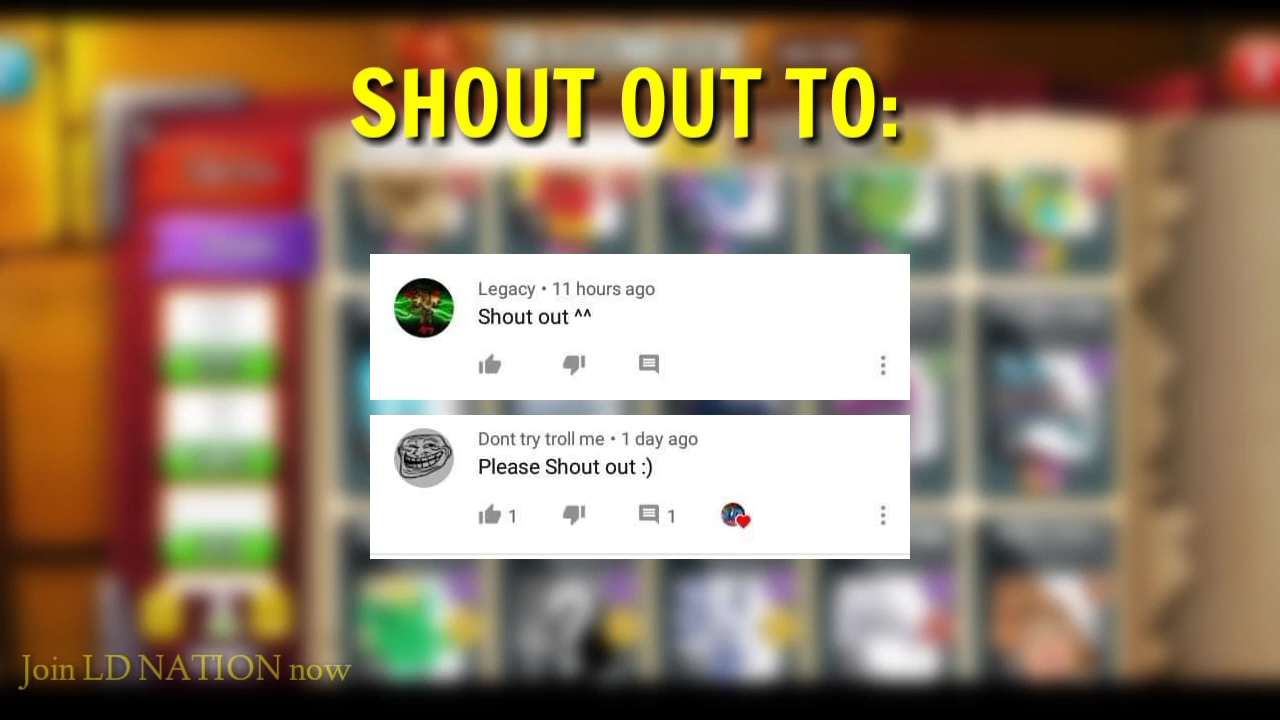 SHOUT OUT TO:
Legacy • 11 hours ago
Shout out ^^
Dont try troll me • 1 day ago
Please Shout out :)
1 1
Join LD NATION now